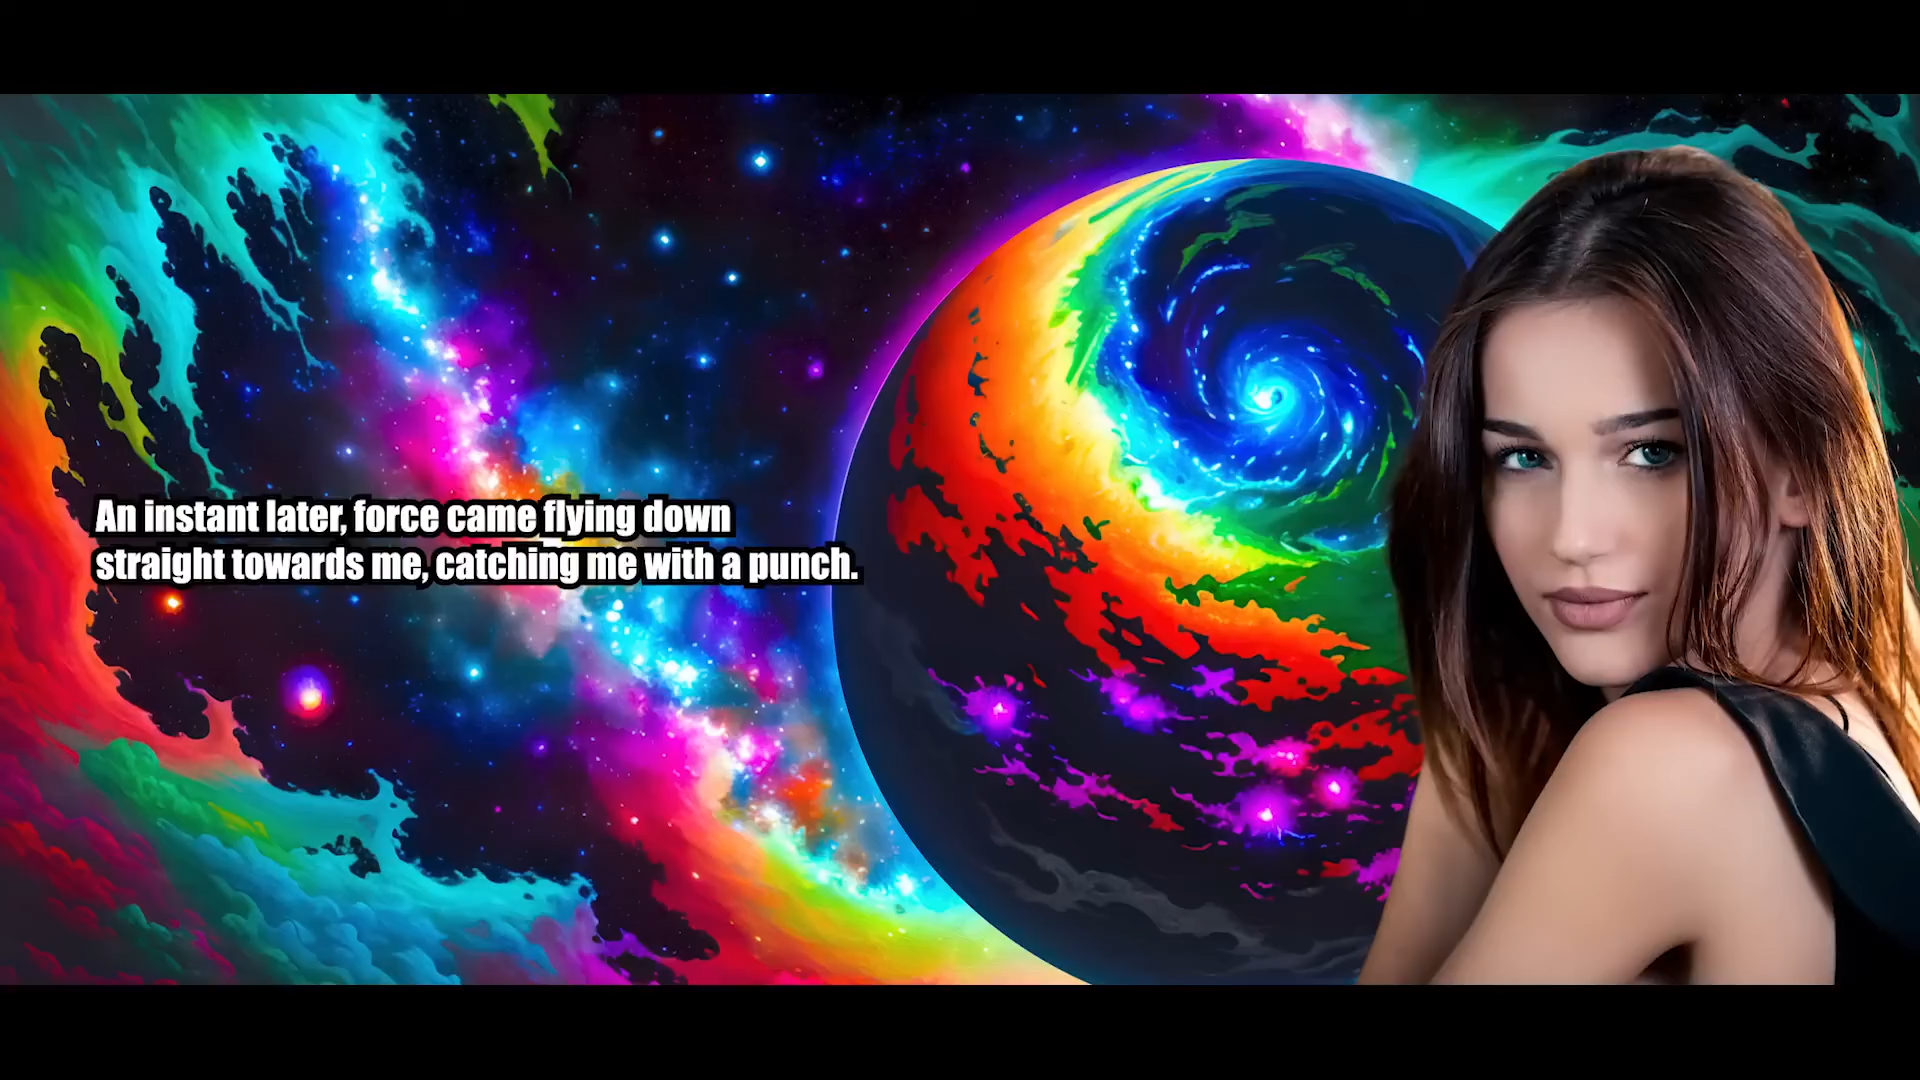 An instant later, force came flying down
straight towards me, catching me with a punch.